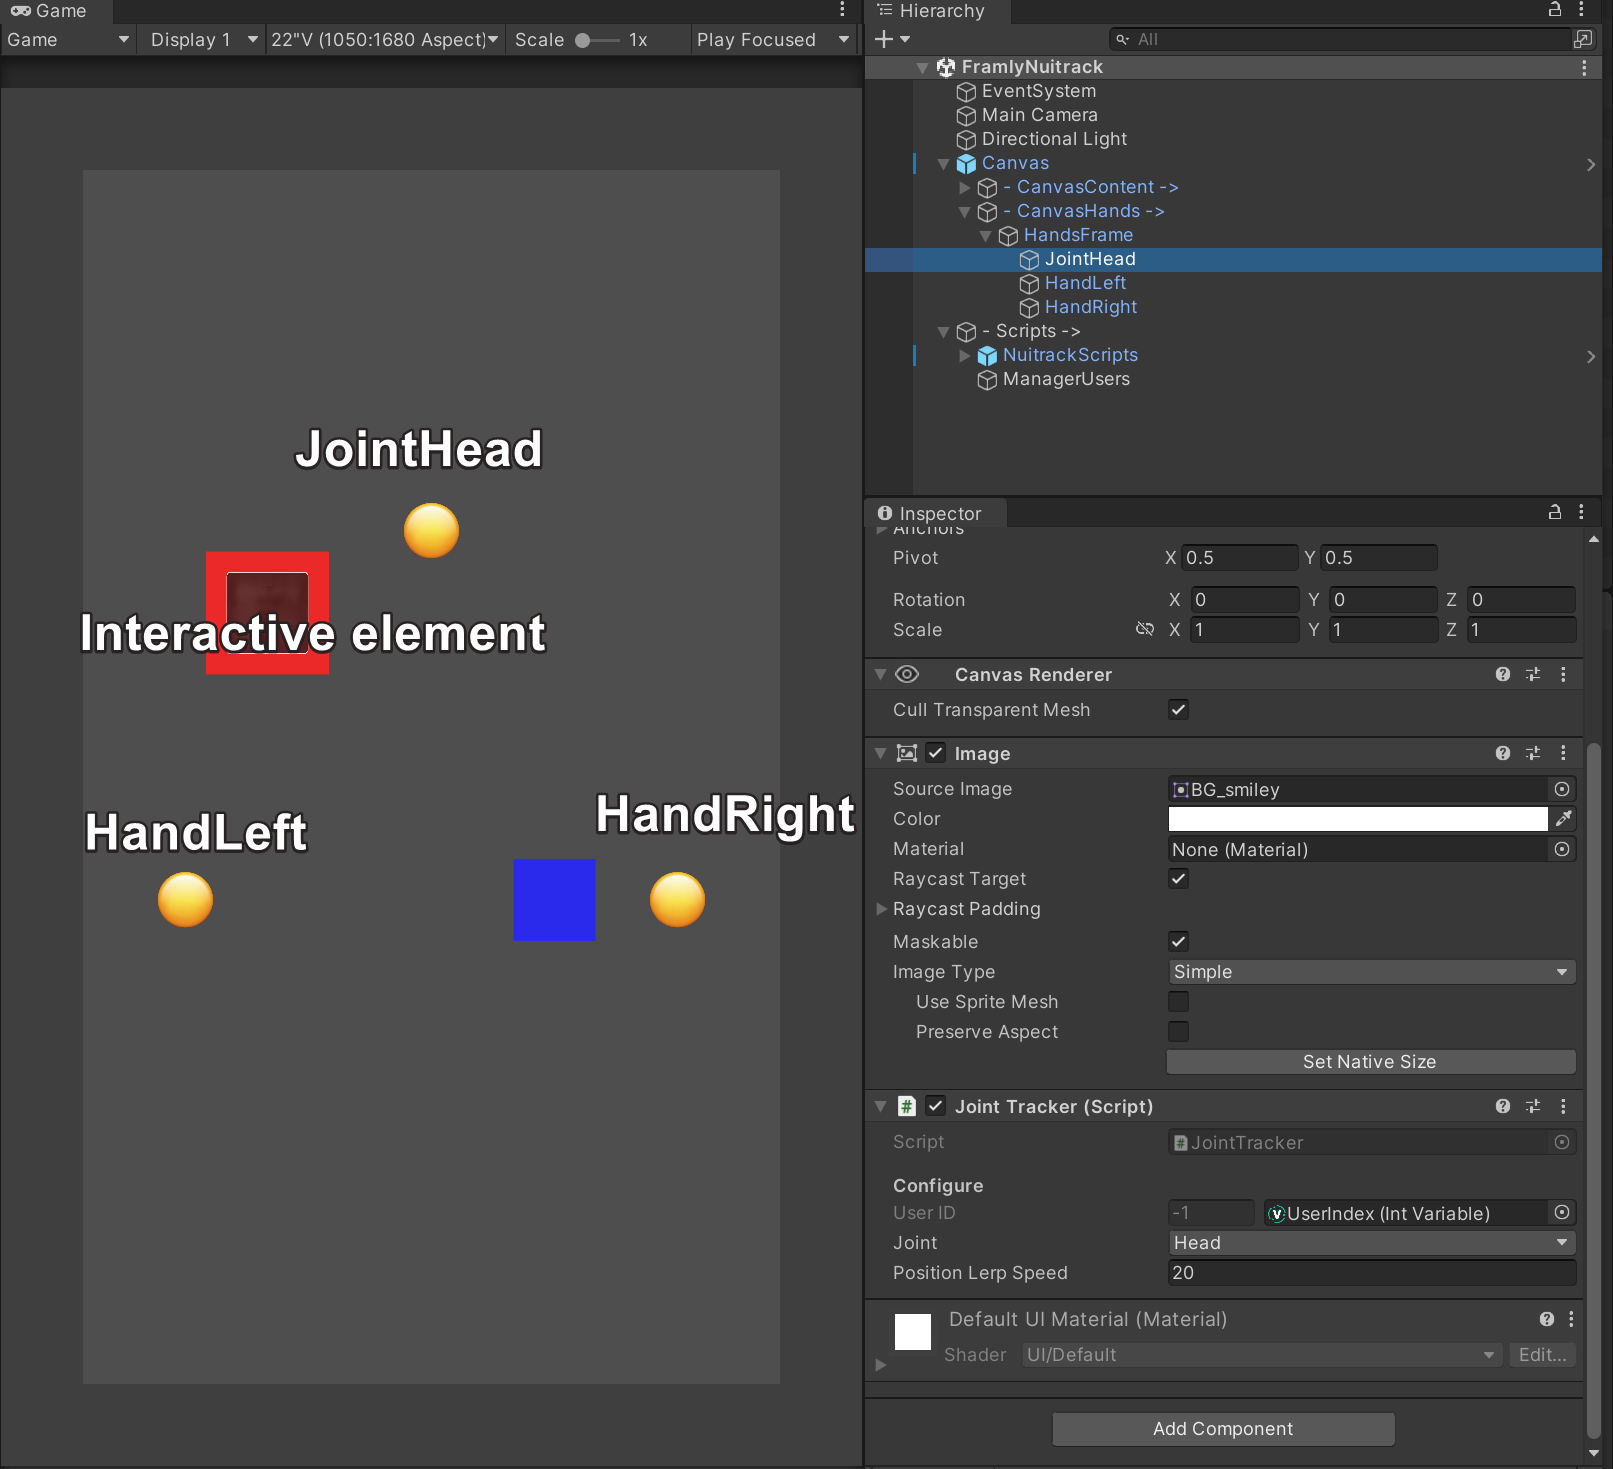 Game
Game Display 1 22"V (1050:1680 Aspect) Scale 1x Play Focused
JointHead
Interactive element
HandLeft
HandRight
Hierarchy
All
FramlyNuitrack
EventSystem
Main Camera
Directional Light
Canvas
- CanvasContent ->
- CanvasHands ->
HandsFrame
JointHead
HandLeft
HandRight
- Scripts ->
NuitrackScripts
ManagerUsers
Inspector
Anchors
Pivot X 0.5 Y 0.5
Rotation X 0 Y 0 Z 0
Scale X 1 Y 1 Z 1
Canvas Renderer
Cull Transparent Mesh
Image
Source Image BG_smiley
Color
Material None (Material)
Raycast Target
Raycast Padding
Maskable
Image Type Simple
Use Sprite Mesh
Preserve Aspect
Set Native Size
# Joint Tracker (Script)
Script # JointTracker
Configure
User ID -1 UserIndex (Int Variable)
Joint Head
Position Lerp Speed 20
Default UI Material (Material)
Shader UI/Default Edit...
Add Component